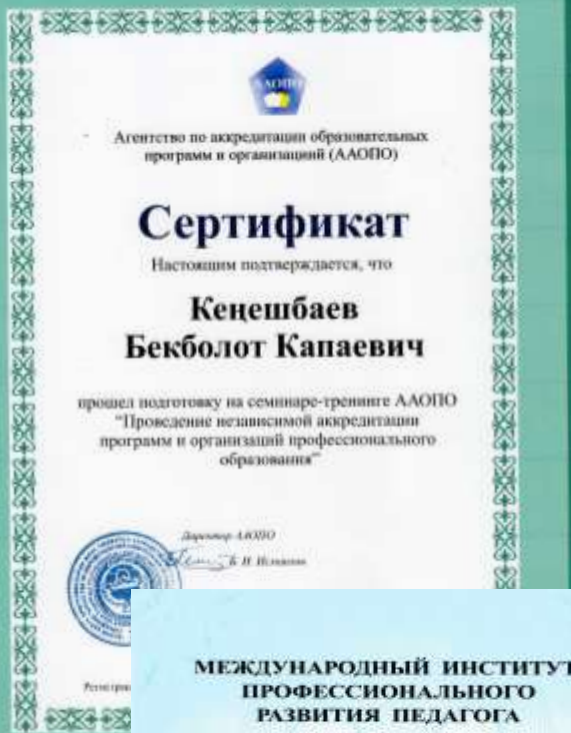 ААОПО
Агентство по аккредитации образовательных
программ и организаций (ААОПО)
Сертификат
Настоящим подтверждается, что
Кеңешбаев
Бекболот Капаевич
прошел подготовку на семинаре-тренинге ААОПО
“Проведение независимой аккредитации
программ и организаций профессионального
образования”
Директор ААОПО
МЕЖДУНАРОДНЫЙ ИНСТИТУТ
ПРОФЕССИОНАЛЬНОГО
РАЗВИТИЯ ПЕДАГОГА